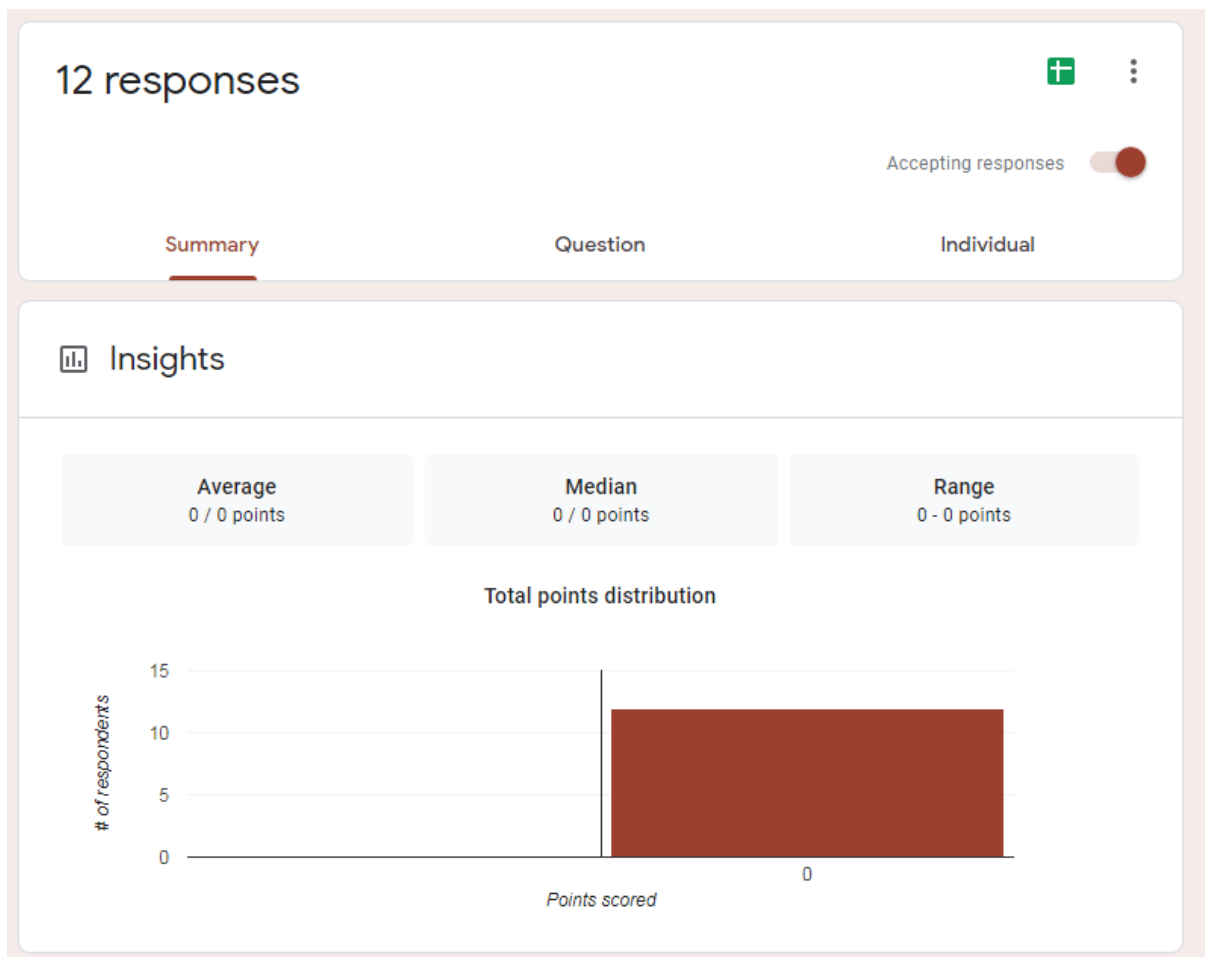 12 responses
Accepting responses
Summary Question Individual
Insights
Average Median Range
0 / 0 points 0 / 0 points 0 - 0 points
Total points distribution
15
10
5
0
# of respondents
0
Points scored